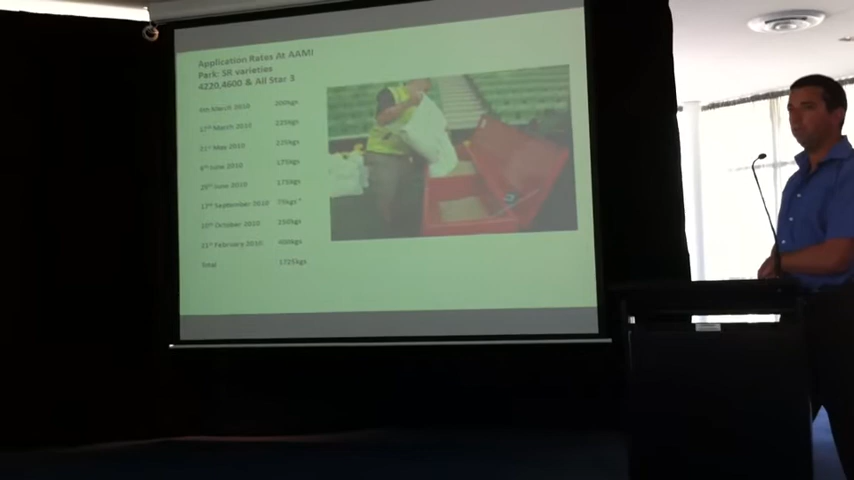 Application Rates At AAMI
Park: SR varieties
4220,4600 & All Star 3
6th March 2010 200kgs
17th March 2010 225kgs
21st May 2010 225kgs
6th June 2010 175kgs
29th June 2010 175kgs
17th September 2010 75kgs *
10th October 2010 250kgs
21st February 2010 400kgs
Total 1725kgs